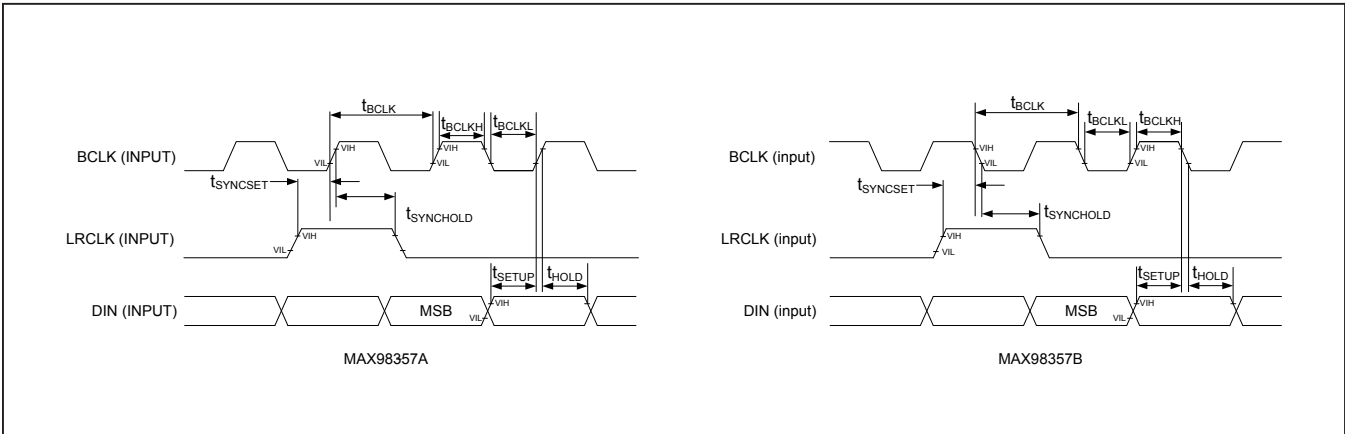 tBCLK
tBCLKH
tBCLKL
BCLK (INPUT)
VIH
VIL
VIH
VIL
tSYNCSET
tSYNCHOLD
LRCLK (INPUT)
VIH
VIL
tSETUP
tHOLD
DIN (INPUT)
MSB
VIH
VIL
MAX98357A
tBCLK
tBCLKL
tBCLKH
BCLK (input)
VIH
VIL
VIH
VIL
VIH
VIL
tSYNCSET
tSYNCHOLD
LRCLK (input)
VIH
VIL
tSETUP
tHOLD
DIN (input)
MSB
VIH
VIL
MAX98357B